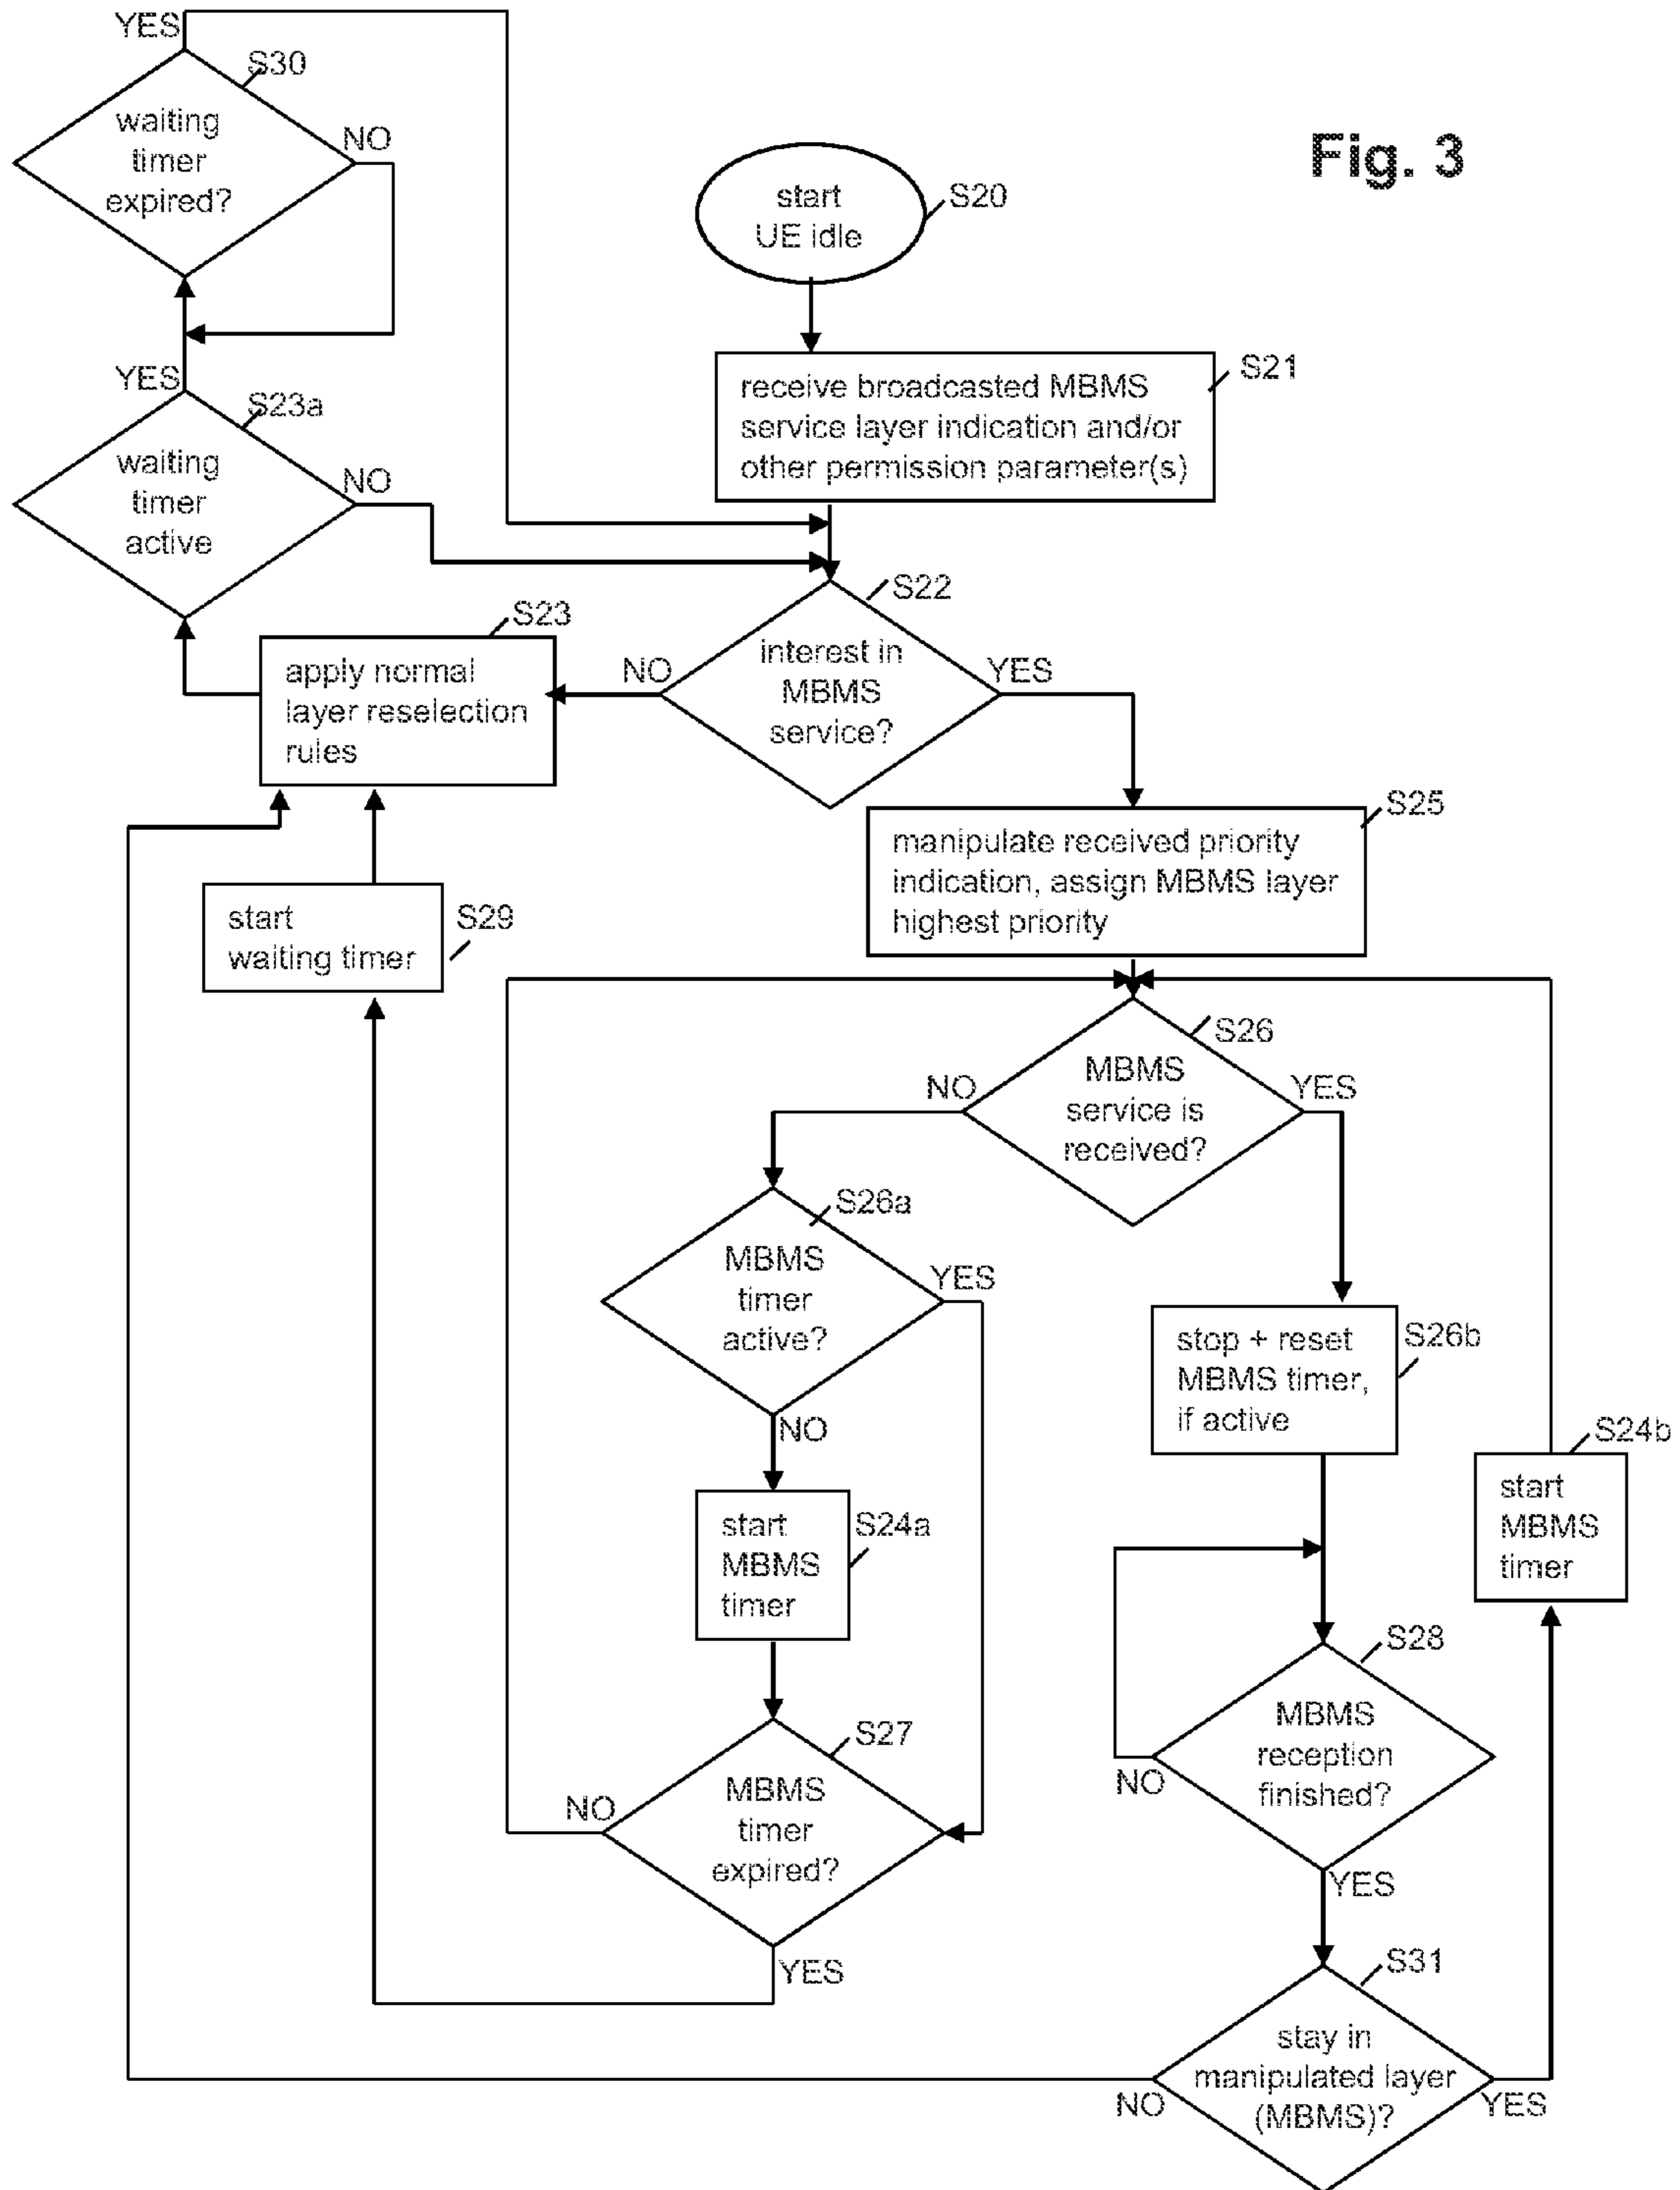 Fig. 3
YES
S30
waiting
timer
expired?
NO
start
UE idle
S20
YES
S23a
waiting
timer
active
NO
receive broadcasted MBMS
service layer indication and/or
other permission parameter(s)
S21
S22
interest in
MBMS
service?
NO
YES
S23
apply normal
layer reselection
rules
S25
manipulate received priority
indication, assign MBMS layer
highest priority
start
waiting timer
S29
S26
MBMS
service is
received?
NO
YES
S26a
MBMS
timer
active?
YES
NO
stop + reset
MBMS timer,
if active
S26b
S24b
start
MBMS
timer
start
MBMS
timer
S24a
S28
MBMS
reception
finished?
NO
YES
S27
MBMS
timer
expired?
NO
YES
S31
stay in
manipulated layer
(MBMS)?
NO
YES